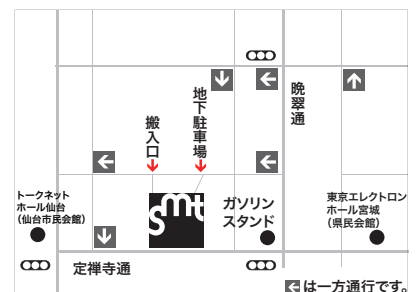 晩翠通
地下駐車場
搬入口
トークネット
ホール仙台
（仙台市民会館）
smt
ガソリン
スタンド
東京エレクトロン
ホール宮城
（県民会館）
定禅寺通
は一方通行です。